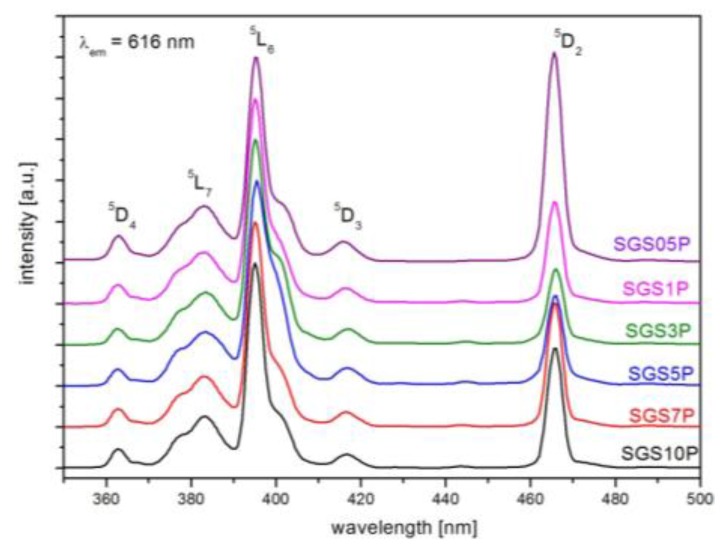 λem = 616 nm
5L6
5D2
5L7
5D4
5D3
intensity [a.u.]
SGS05P
SGS1P
SGS3P
SGS5P
SGS7P
SGS10P
360 380 400 420 440 460 480 500
wavelength [nm]